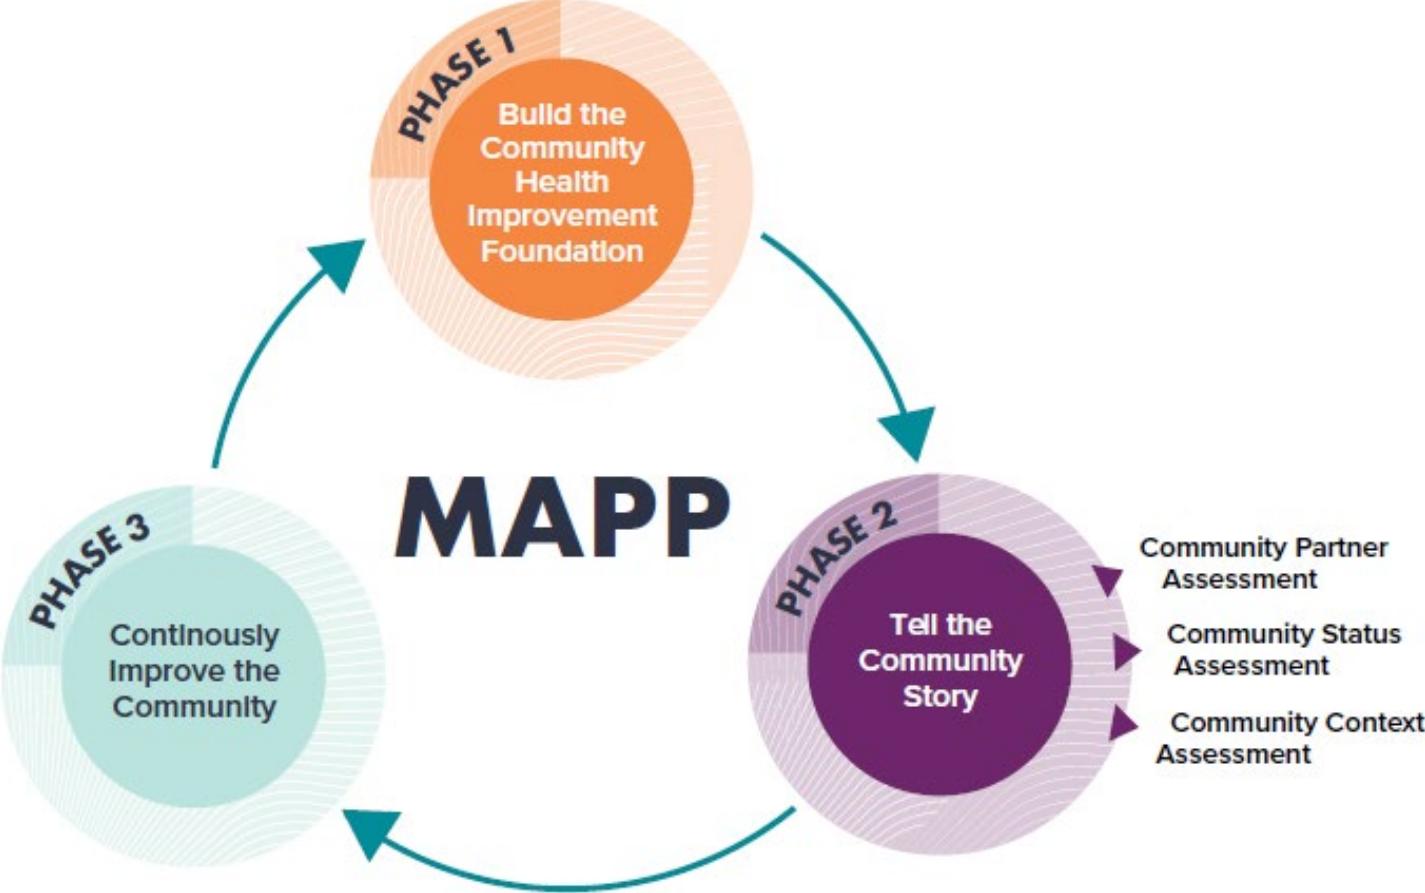 PHASE 1
Build the
Community
Health
Improvement
Foundation
MAPP
PHASE 2
Tell the
Community
Story
Community Partner
Assessment
Community Status
Assessment
Community Context
Assessment
PHASE 3
Continously
Improve the
Community